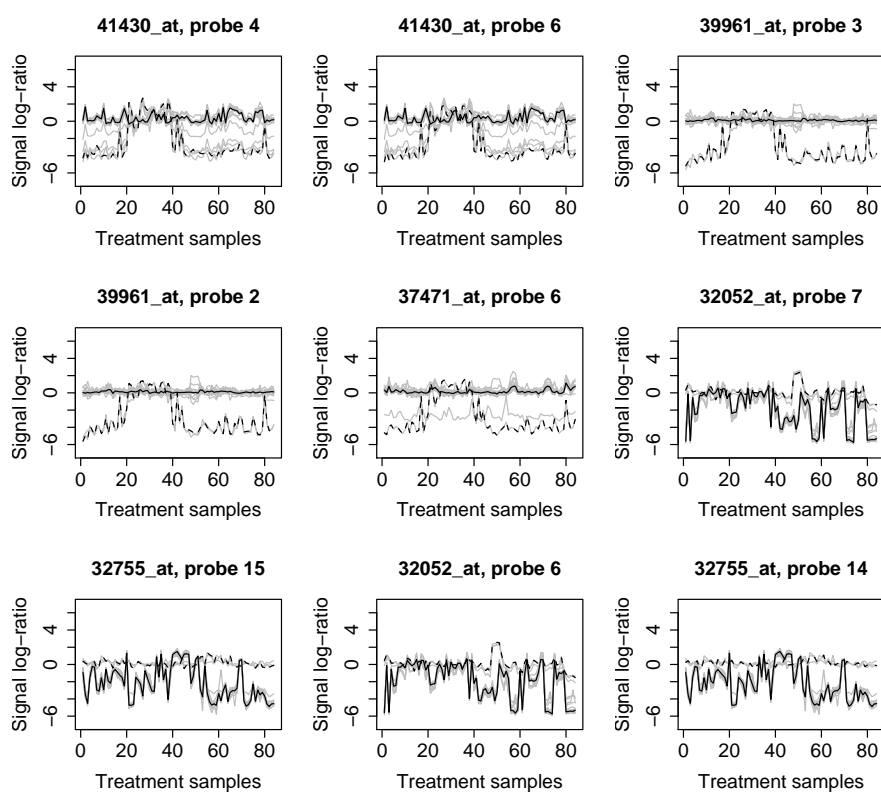 41430_at, probe 4
Signal log−ratio
−6
0
4
0
20
40
60
80
Treatment samples
41430_at, probe 6
Signal log−ratio
−6
0
4
0
20
40
60
80
Treatment samples
39961_at, probe 3
Signal log−ratio
−6
0
4
0
20
40
60
80
Treatment samples
39961_at, probe 2
Signal log−ratio
−6
0
4
0
20
40
60
80
Treatment samples
37471_at, probe 6
Signal log−ratio
−6
0
4
0
20
40
60
80
Treatment samples
32052_at, probe 7
Signal log−ratio
−6
0
4
0
20
40
60
80
Treatment samples
32755_at, probe 15
Signal log−ratio
−6
0
4
0
20
40
60
80
Treatment samples
32052_at, probe 6
Signal log−ratio
−6
0
4
0
20
40
60
80
Treatment samples
32755_at, probe 14
Signal log−ratio
−6
0
4
0
20
40
60
80
Treatment samples